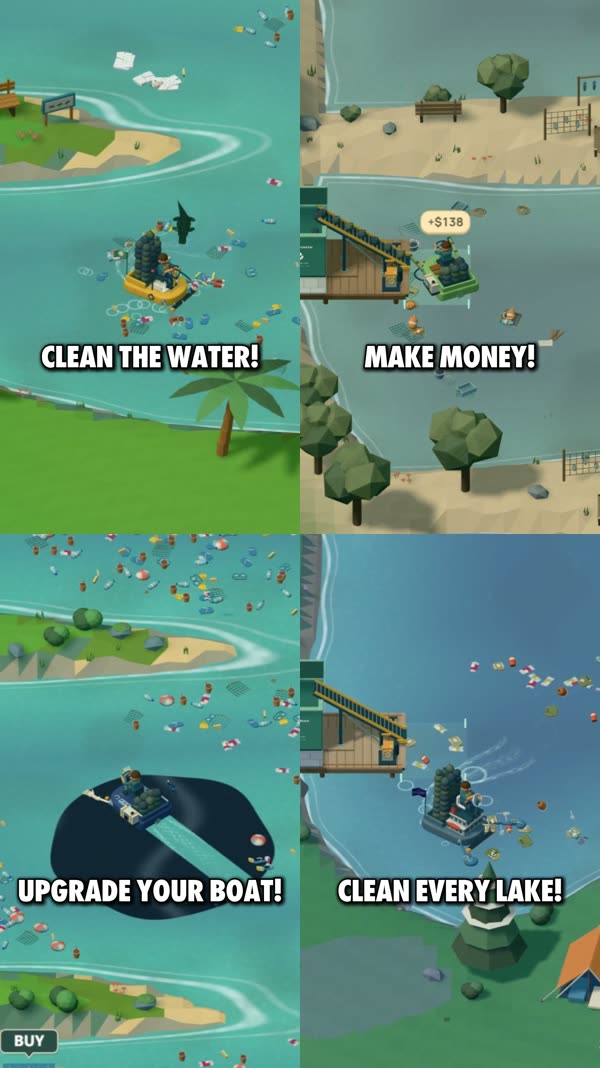 +$138
CLEAN THE WATER!
MAKE MONEY!
UPGRADE YOUR BOAT!
CLEAN EVERY LAKE!
BUY